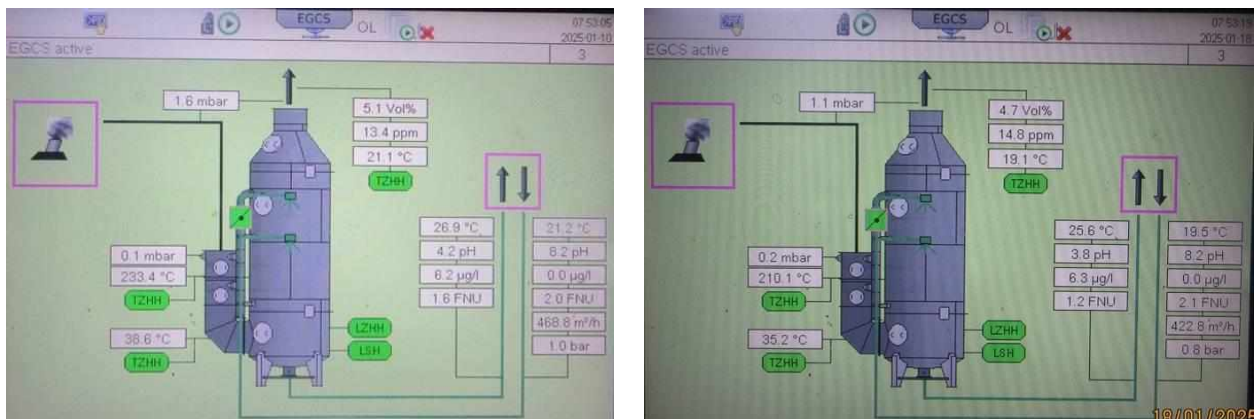 EGCS
OL
07:53:05
2025-01-10
EGCS active
3
1.6 mbar
5.1 Vol%
13.4 ppm
21.1 °C
TZHH
26.9 °C
4.2 pH
6.2 µg/l
1.6 FNU
21.2 °C
8.2 pH
0.0 µg/l
2.0 FNU
468.8 m³/h
1.0 bar
0.1 mbar
233.4 °C
TZHH
38.6 °C
TZHH
LZHH
LSH
EGCS
OL
2025-01-18
EGCS active
3
1.1 mbar
4.7 Vol%
14.8 ppm
19.1 °C
TZHH
25.6 °C
3.8 pH
6.3 µg/l
1.2 FNU
19.5 °C
8.2 pH
0.0 µg/l
2.1 FNU
422.8 m³/h
0.8 bar
0.2 mbar
210.1 °C
TZHH
35.2 °C
TZHH
LZHH
LSH
18/01/2025